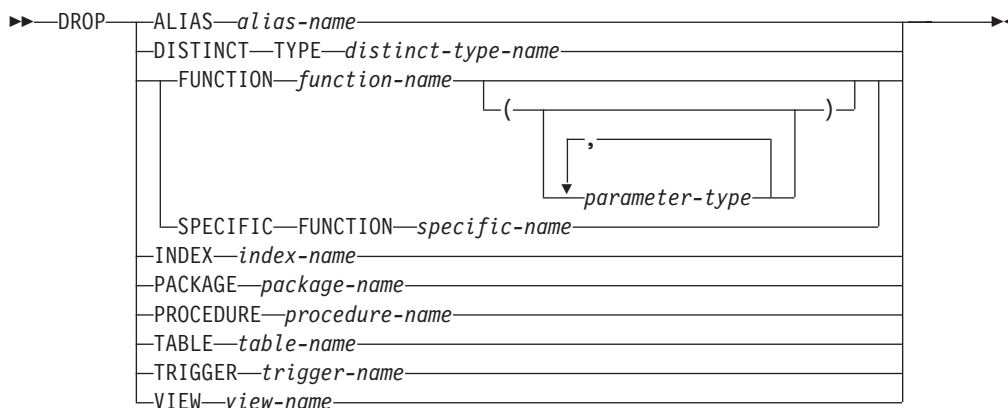 DROP ALIAS alias-name
DISTINCT TYPE distinct-type-name
FUNCTION function-name
( )
,
parameter-type
SPECIFIC FUNCTION specific-name
INDEX index-name
PACKAGE package-name
PROCEDURE procedure-name
TABLE table-name
TRIGGER trigger-name
VIEW view-name